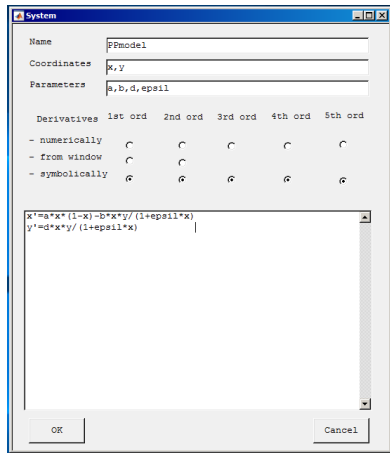 System
Name PPmodel
Coordinates x,y
Parameters a,b,d,epsil
Derivatives 1st ord 2nd ord 3rd ord 4th ord 5th ord
- numerically
- from window
- symbolically
x'=a*x*(1-x)-b*x*y/(1+epsil*x)
y'=d*x*y/(1+epsil*x)
OK Cancel